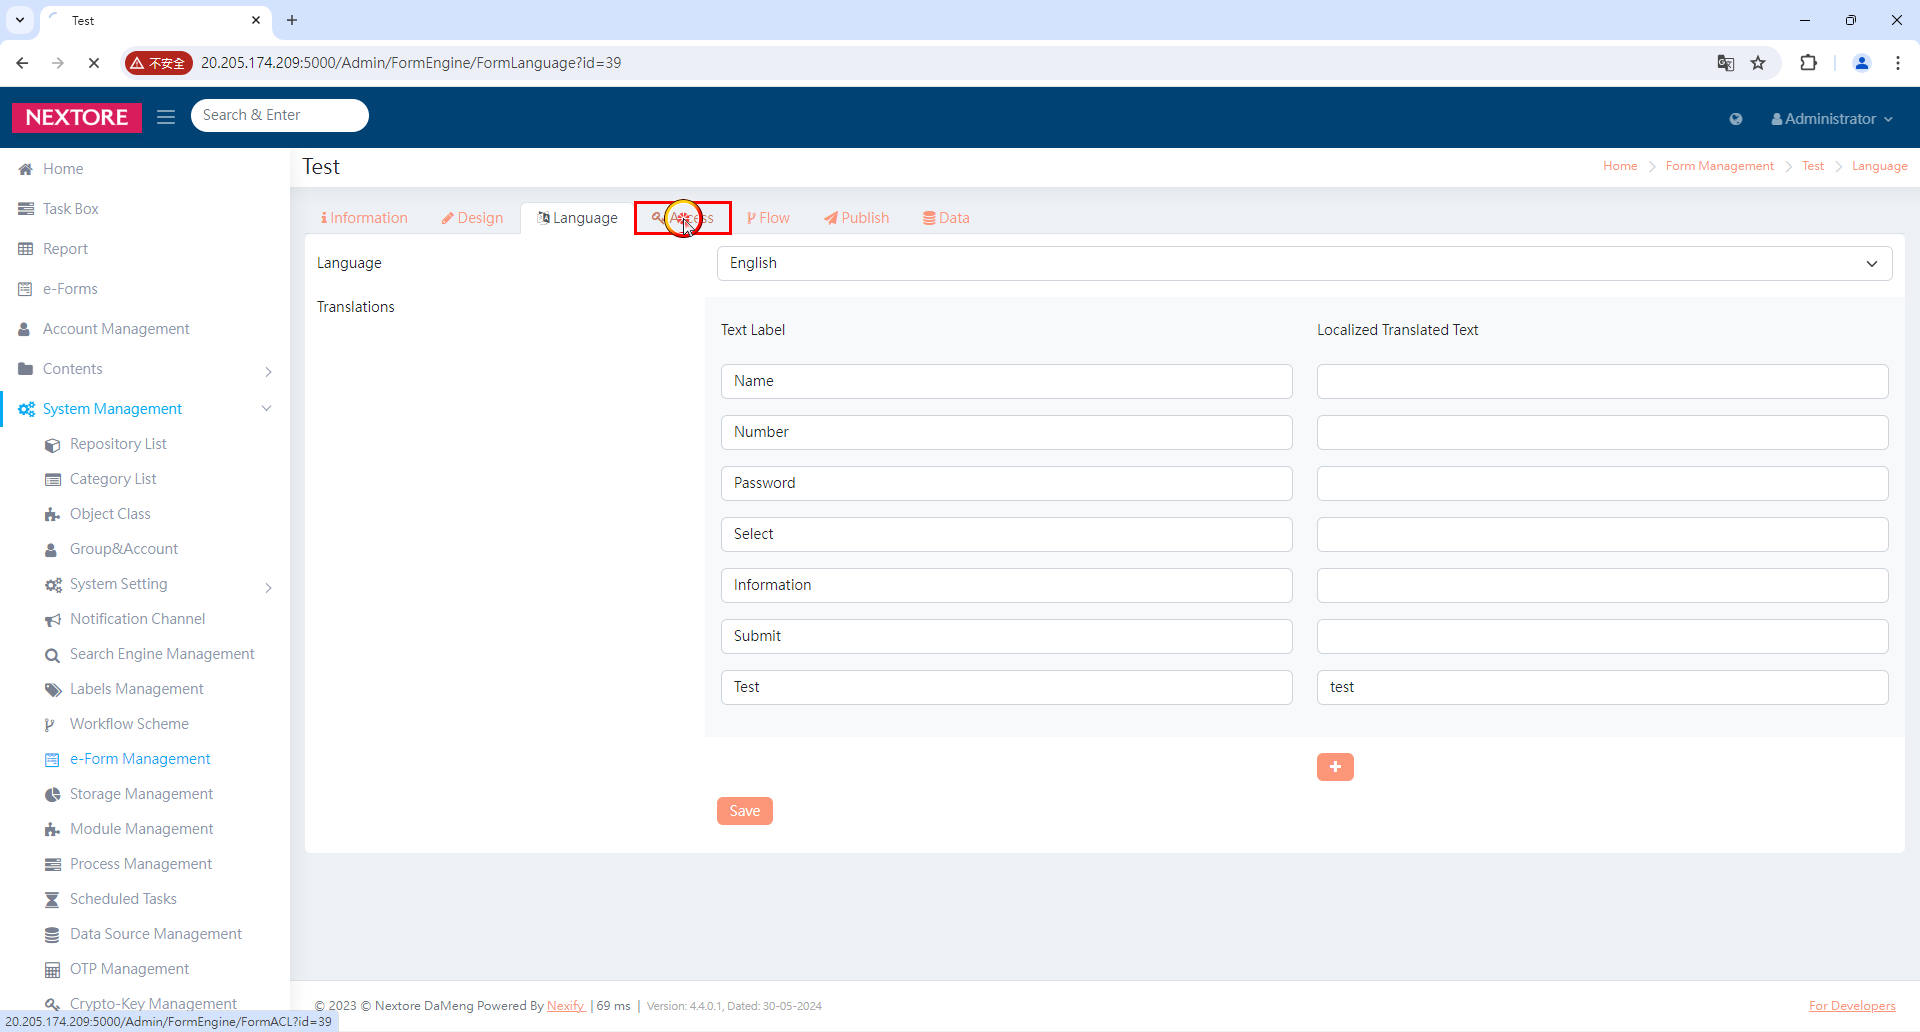 Test
不安全
20.205.174.209:5000/Admin/FormEngine/FormLanguage?id=39
NEXTORE
Search & Enter
Administrator
Home
Task Box
Report
e-Forms
Account Management
Contents
System Management
Repository List
Category List
Object Class
Group&Account
System Setting
Notification Channel
Search Engine Management
Labels Management
Workflow Scheme
e-Form Management
Storage Management
Module Management
Process Management
Scheduled Tasks
Data Source Management
OTP Management
Crypto-Key Management
20.205.174.209:5000/Admin/FormEngine/FormACL?id=39
Test
Home Form Management Test Language
Information Design Language Access Flow Publish Data
Language English
Translations
Text Label Localized Translated Text
Name
Number
Password
Select
Information
Submit
Test test
+
Save
© 2023 © Nextore DaMeng Powered By Nexify | 69 ms | Version: 4.4.0.1, Dated: 30-05-2024
For Developers